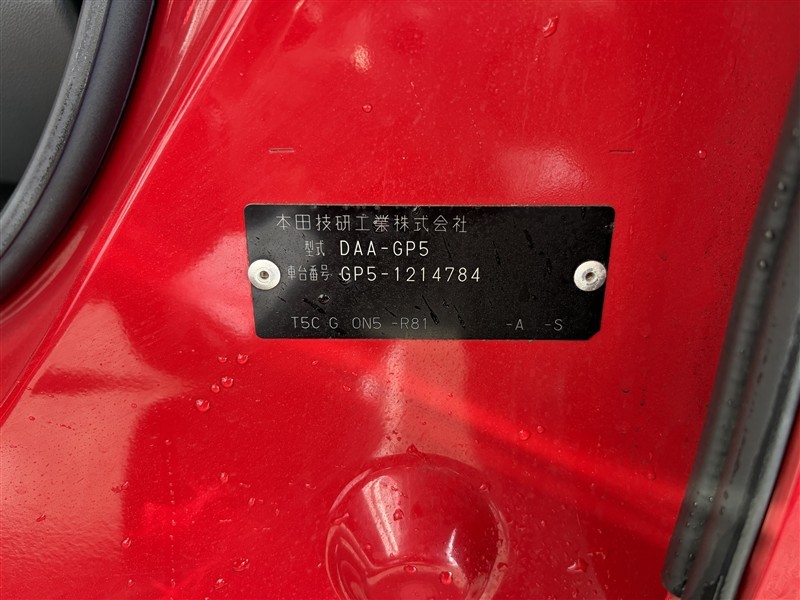 本田技研工業株式会社
型式 DAA-GP5
車台番号 GP5-1214784
T5C G ON5 -R81 -A -S